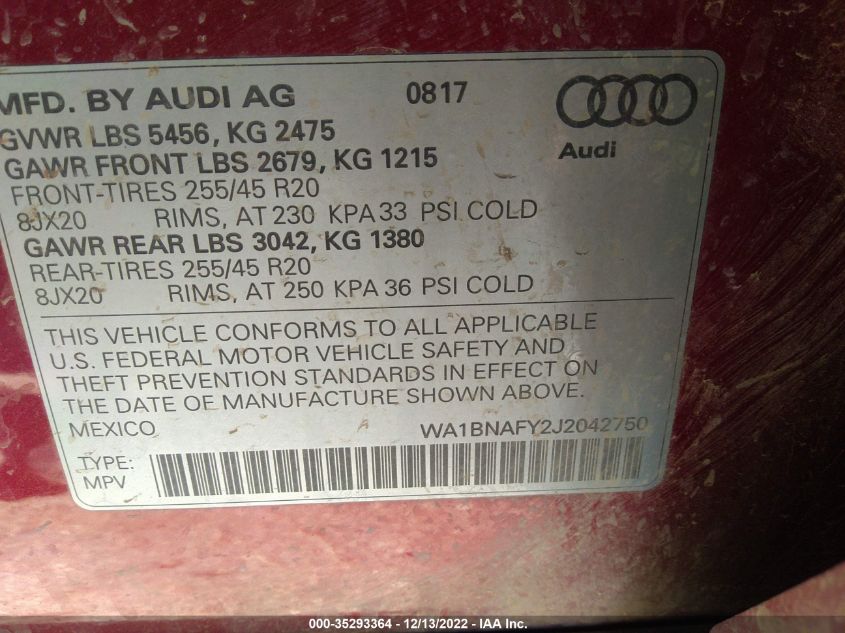 MFD. BY AUDI AG 0817
GVWR LBS 5456, KG 2475
Audi
GAWR FRONT LBS 2679, KG 1215
FRONT-TIRES 255/45 R20
8JX20 RIMS, AT 230 KPA 33 PSI COLD
GAWR REAR LBS 3042, KG 1380
REAR-TIRES 255/45 R20
8JX20 RIMS, AT 250 KPA 36 PSI COLD
THIS VEHICLE CONFORMS TO ALL APPLICABLE
U.S. FEDERAL MOTOR VEHICLE SAFETY AND
THEFT PREVENTION STANDARDS IN EFFECT ON
THE DATE OF MANUFACTURE SHOWN ABOVE.
MEXICO WA1BNAFY2J2042750
TYPE:
MPV
000-35293364 - 12/13/2022 - IAA Inc.